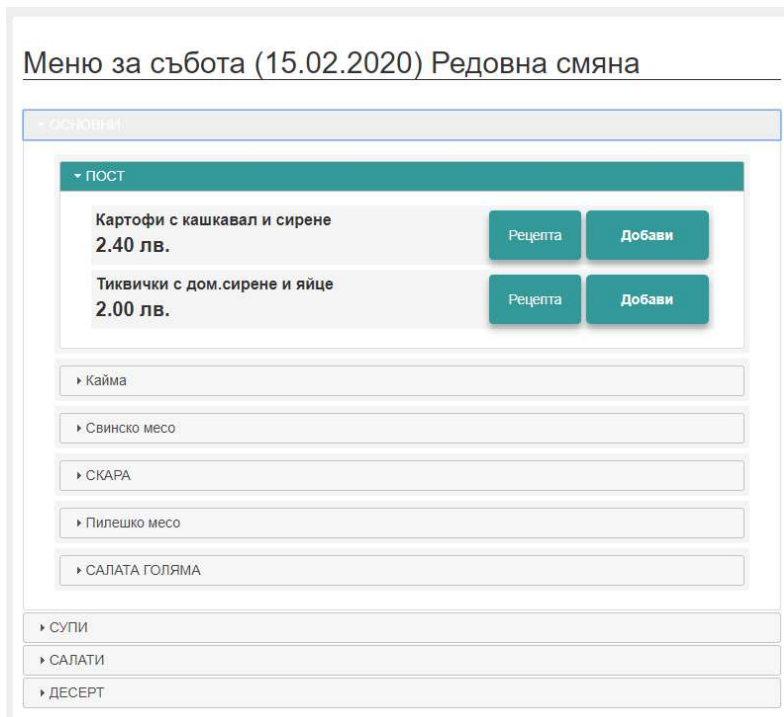 Меню за събота (15.02.2020) Редовна смяна
ОСНОВНИ
ПОСТ
Картофи с кашкавал и сирене
2.40 лв.
Рецепта
Добави
Тиквички с дом.сирене и яйце
2.00 лв.
Рецепта
Добави
Кайма
Свинско месо
СКАРА
Пилешко месо
САЛАТА ГОЛЯМА
СУПИ
САЛАТИ
ДЕСЕРТ